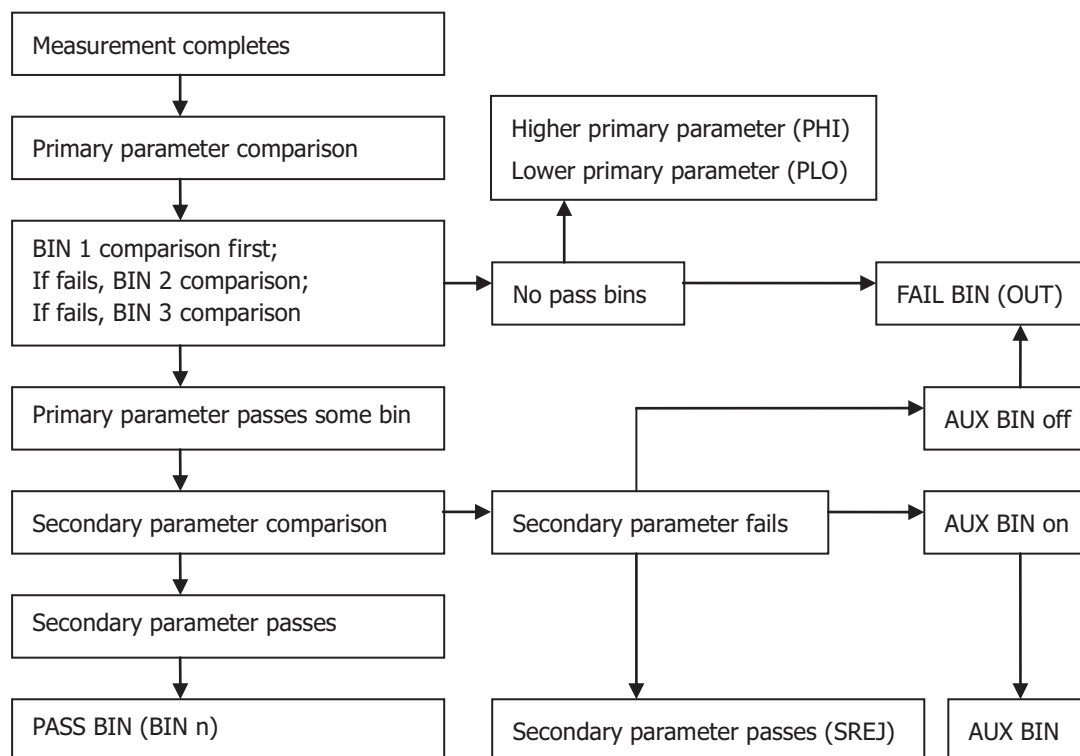 Measurement completes
Primary parameter comparison
Higher primary parameter (PHI)
Lower primary parameter (PLO)
BIN 1 comparison first;
If fails, BIN 2 comparison;
If fails, BIN 3 comparison
No pass bins
FAIL BIN (OUT)
Primary parameter passes some bin
AUX BIN off
Secondary parameter comparison
Secondary parameter fails
AUX BIN on
Secondary parameter passes
PASS BIN (BIN n)
Secondary parameter passes (SREJ)
AUX BIN